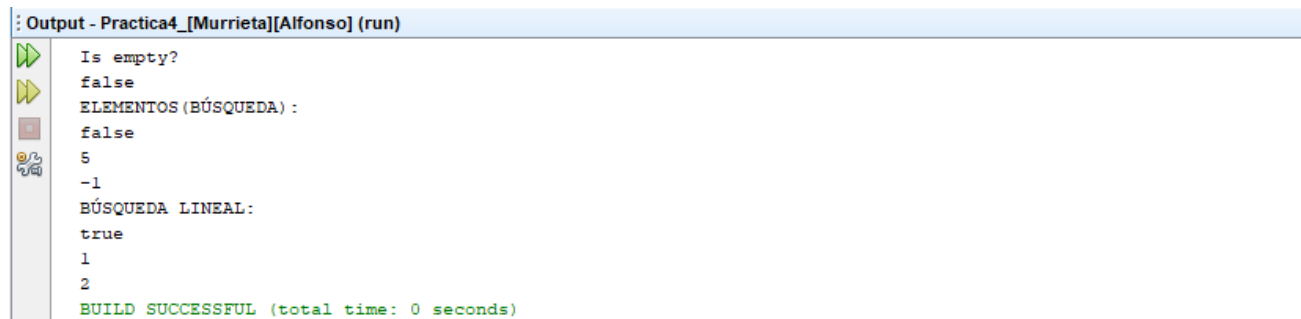 Output - Practica4_[Murrieta][Alfonso] (run)
Is empty?
false
ELEMENTOS(BÚSQUEDA):
false
5
-1
BÚSQUEDA LINEAL:
true
1
2
BUILD SUCCESSFUL (total time: 0 seconds)